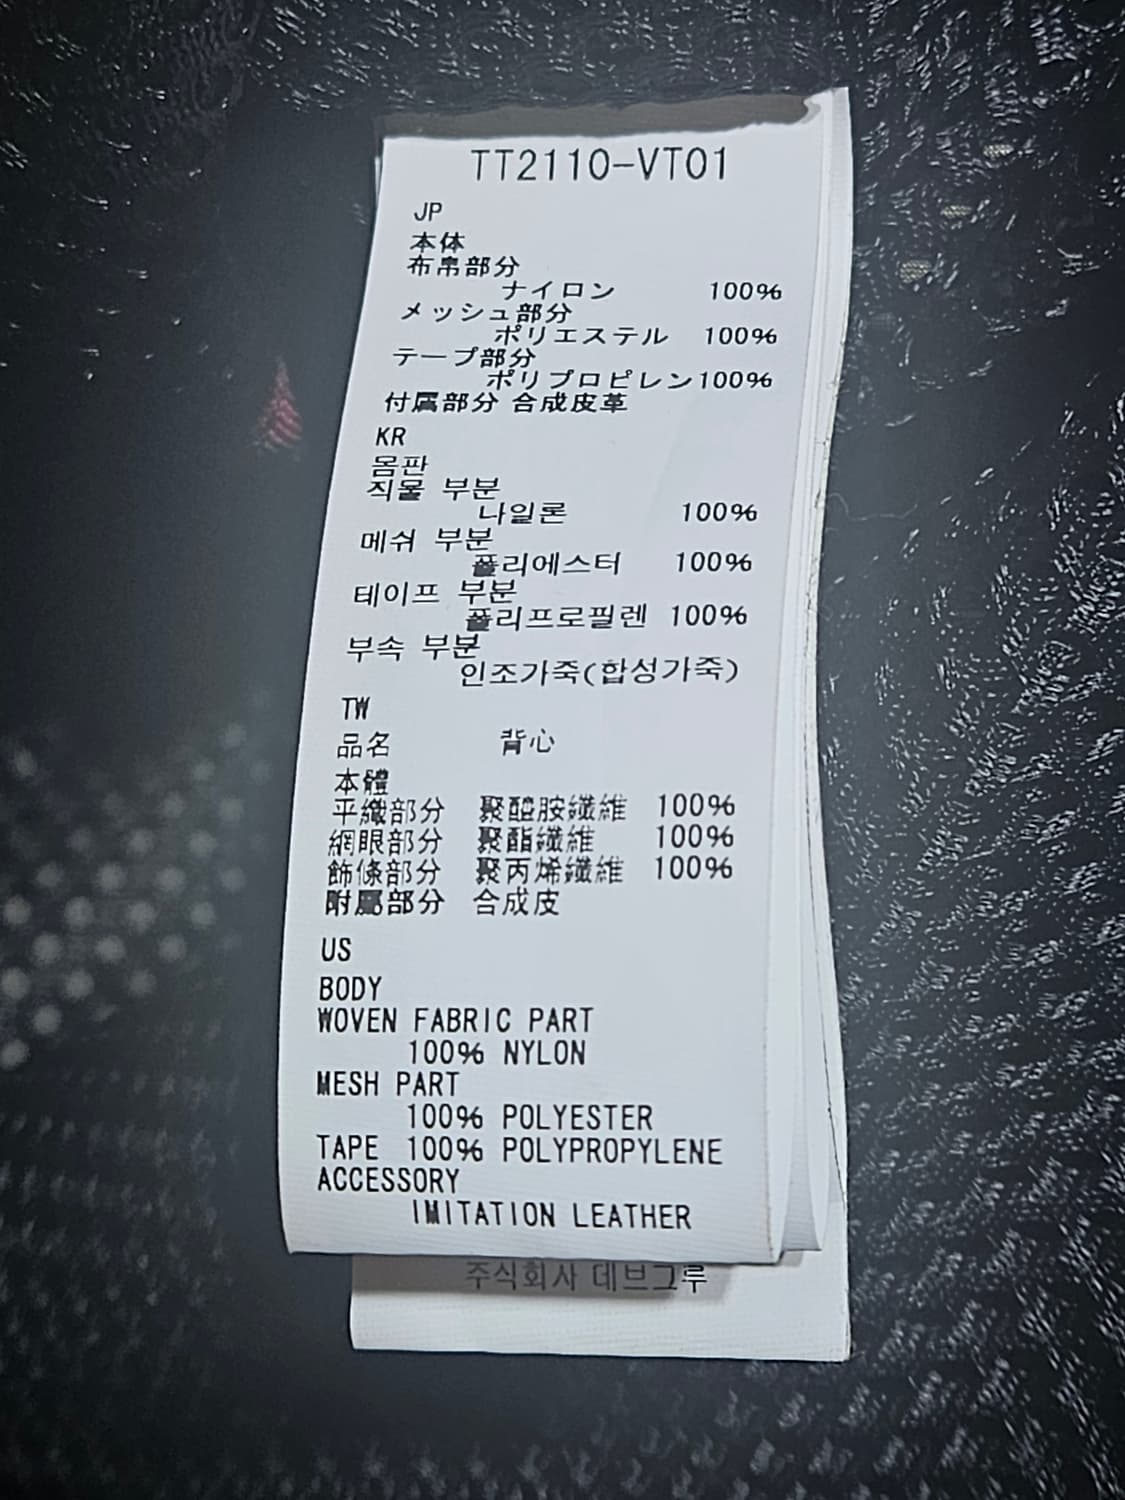 TT2110-VT01
JP
本体
布帛部分
ナイロン 100%
メッシュ部分
ポリエステル 100%
テープ部分
ポリプロピレン100%
付属部分 合成皮革
KR
몸판
직물 부분
나일론 100%
메쉬 부분
폴리에스터 100%
테이프 부분
폴리프로필렌 100%
부속 부분
인조가죽(합성가죽)
TW
品名 背心
本體
平織部分 聚醯胺纖維 100%
網眼部分 聚酯纖維 100%
飾條部分 聚丙烯纖維 100%
附屬部分 合成皮
US
BODY
WOVEN FABRIC PART
100% NYLON
MESH PART
100% POLYESTER
TAPE 100% POLYPROPYLENE
ACCESSORY
IMITATION LEATHER
주식회사 데브그루